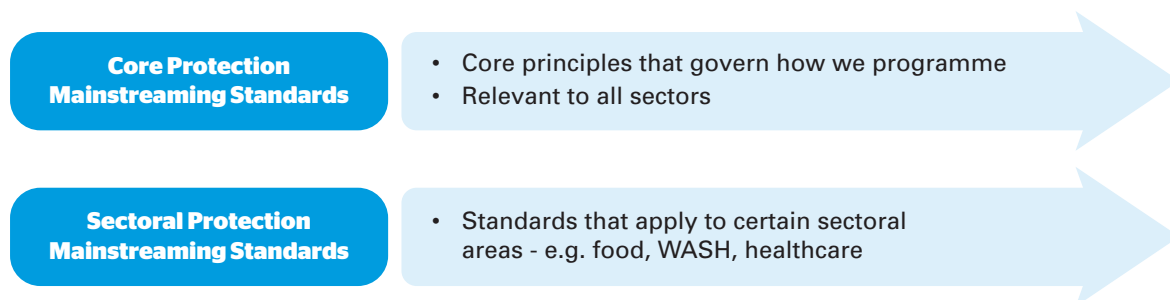 Core Protection
Mainstreaming Standards
• Core principles that govern how we programme
• Relevant to all sectors
Sectoral Protection
Mainstreaming Standards
• Standards that apply to certain sectoral
areas - e.g. food, WASH, healthcare